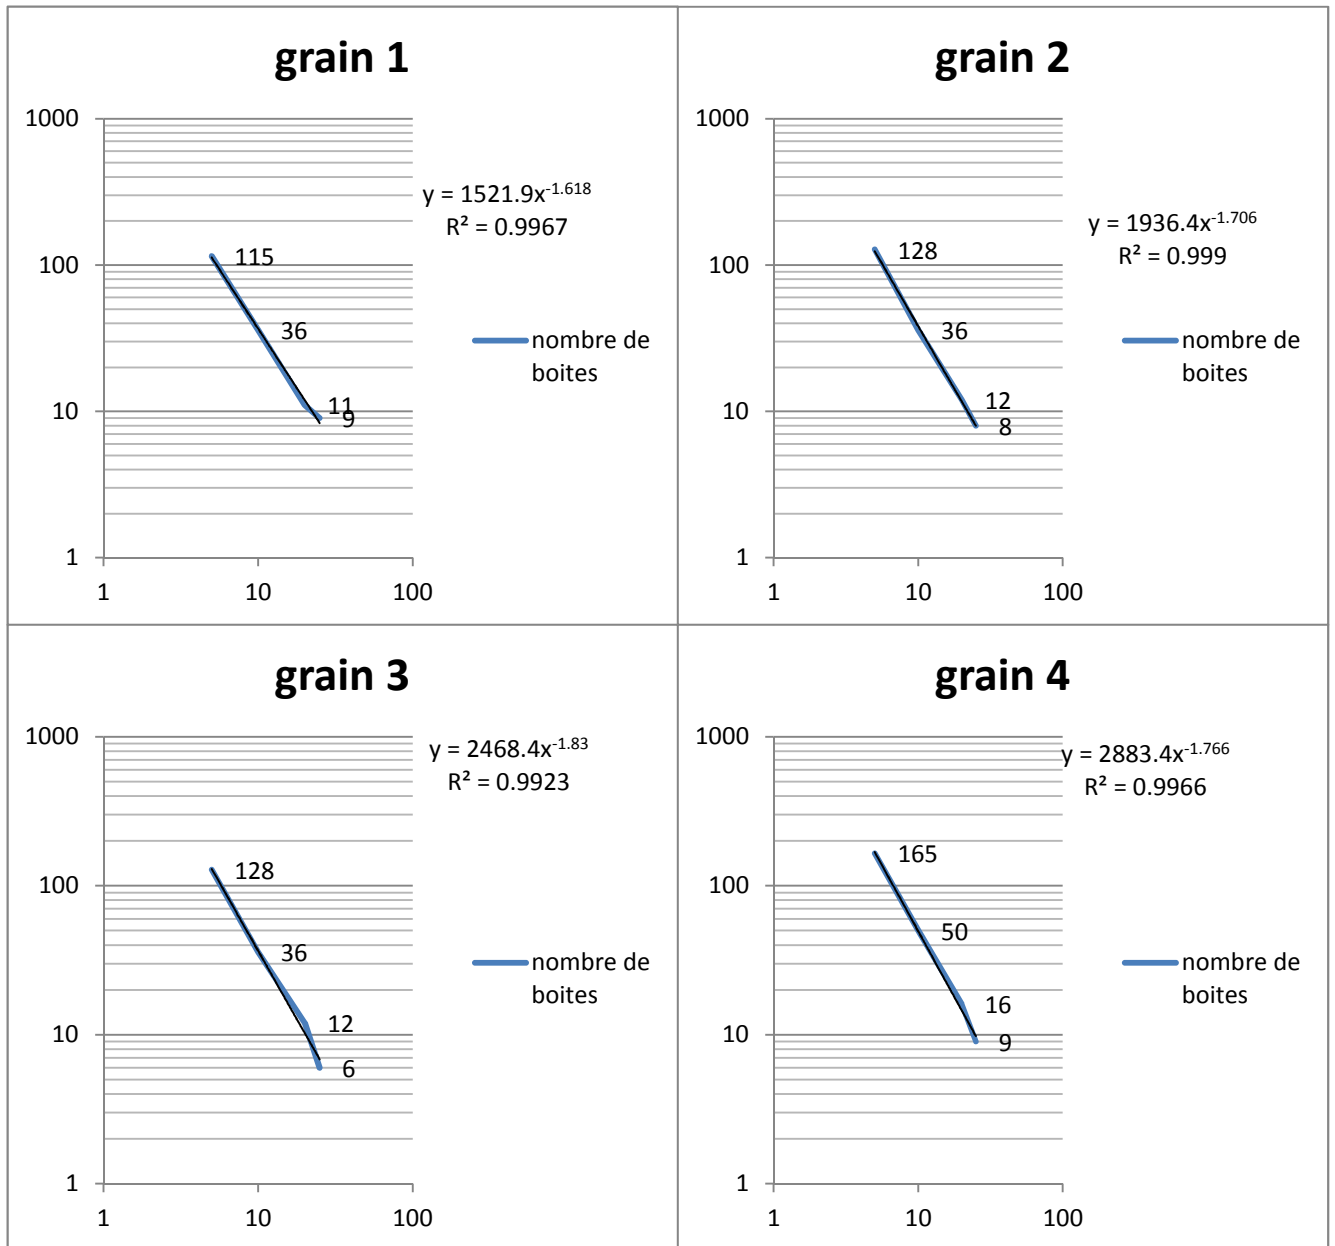 grain 1
1000
100
10
1
1 10 100
115
36
11
9
y = 1521.9x^-1.618
R² = 0.9967
nombre de
boites
grain 2
1000
100
10
1
1 10 100
128
36
12
8
y = 1936.4x^-1.706
R² = 0.999
nombre de
boites
grain 3
1000
100
10
1
1 10 100
128
36
12
6
y = 2468.4x^-1.83
R² = 0.9923
nombre de
boites
grain 4
1000
100
10
1
1 10 100
165
50
16
9
y = 2883.4x^-1.766
R² = 0.9966
nombre de
boites